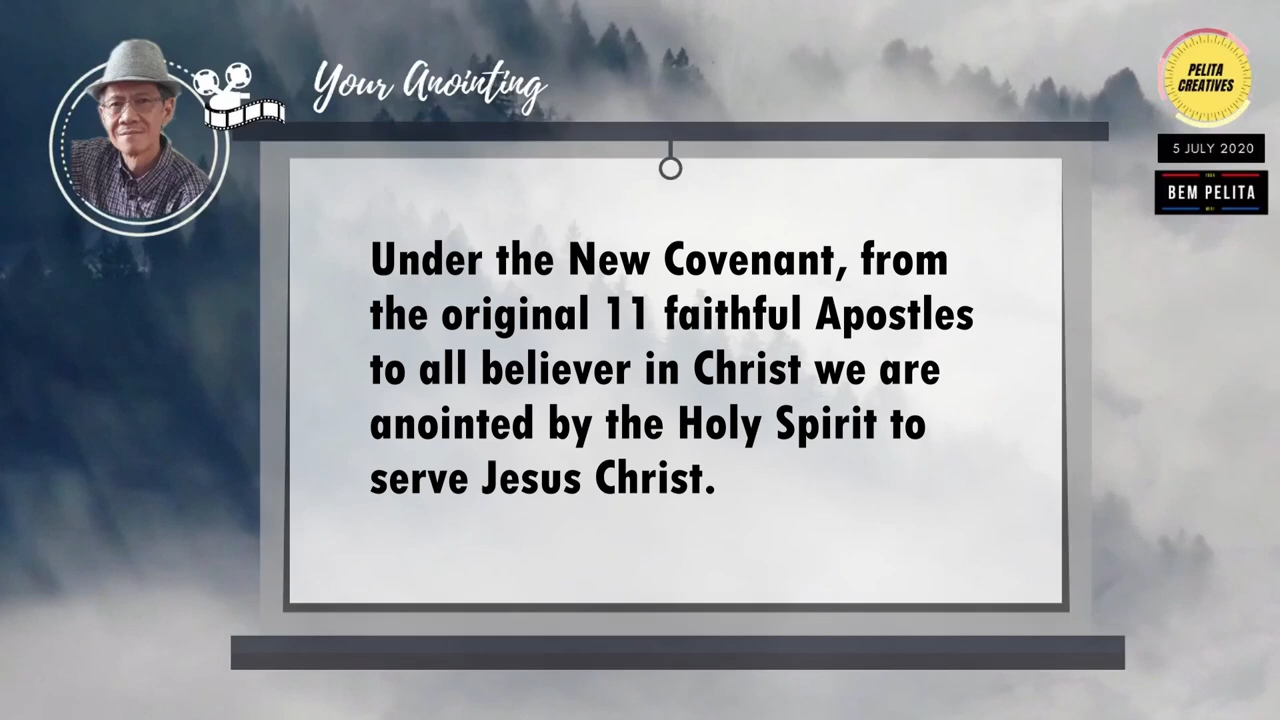 Your Anointing
PELITA
CREATIVES
5 JULY 2020
BEM PELITA
Under the New Covenant, from
the original 11 faithful Apostles
to all believer in Christ we are
anointed by the Holy Spirit to
serve Jesus Christ.